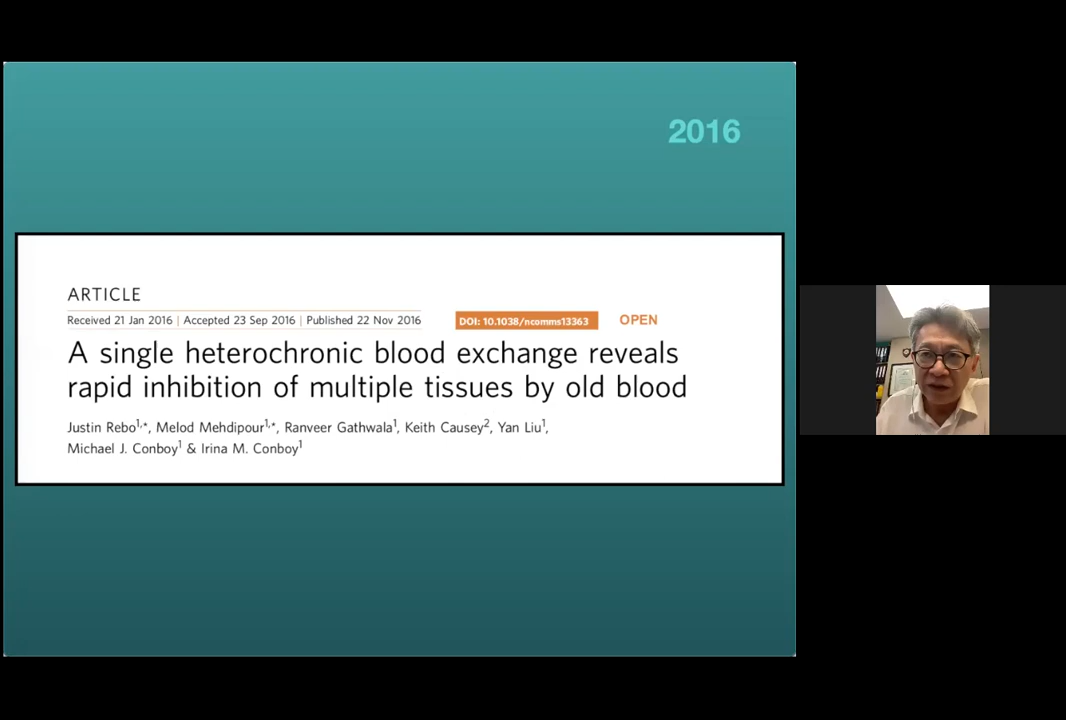 2016
ARTICLE
Received 21 Jan 2016 | Accepted 23 Sep 2016 | Published 22 Nov 2016 DOI: 10.1038/ncomms13363 OPEN
A single heterochronic blood exchange reveals
rapid inhibition of multiple tissues by old blood
Justin Rebo1,*, Melod Mehdipour1,*, Ranveer Gathwala1, Keith Causey2, Yan Liu1,
Michael J. Conboy1 & Irina M. Conboy1